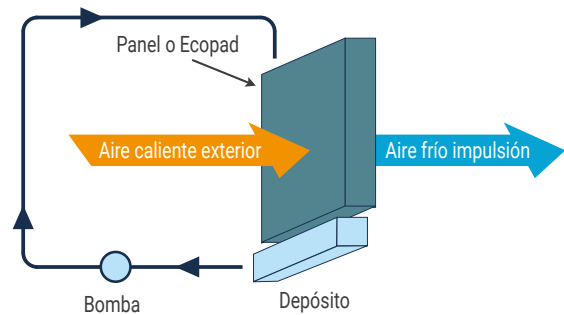 Panel o Ecopad
Aire caliente exterior
Aire frío impulsión
Bomba
Depósito